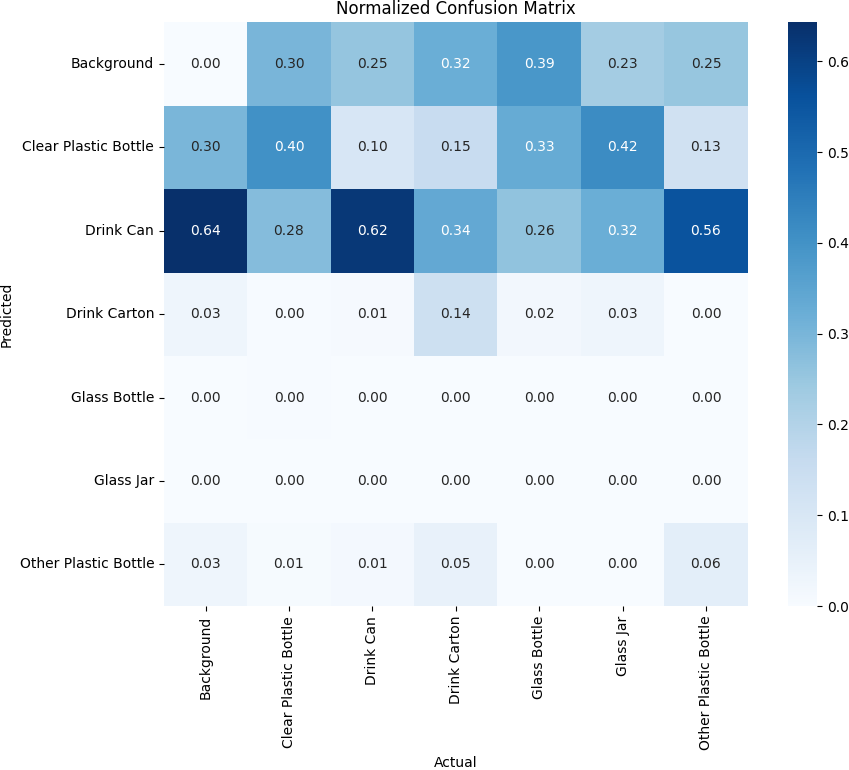 Normalized Confusion Matrix
Background 0.00 0.30 0.25 0.32 0.39 0.23 0.25
Clear Plastic Bottle 0.30 0.40 0.10 0.15 0.33 0.42 0.13
Drink Can 0.64 0.28 0.62 0.34 0.26 0.32 0.56
Drink Carton 0.03 0.00 0.01 0.14 0.02 0.03 0.00
Glass Bottle 0.00 0.00 0.00 0.00 0.00 0.00 0.00
Glass Jar 0.00 0.00 0.00 0.00 0.00 0.00 0.00
Other Plastic Bottle 0.03 0.01 0.01 0.05 0.00 0.00 0.06
Predicted
Background
Clear Plastic Bottle
Drink Can
Drink Carton
Glass Bottle
Glass Jar
Other Plastic Bottle
Actual
0.6
0.5
0.4
0.3
0.2
0.1
0.0